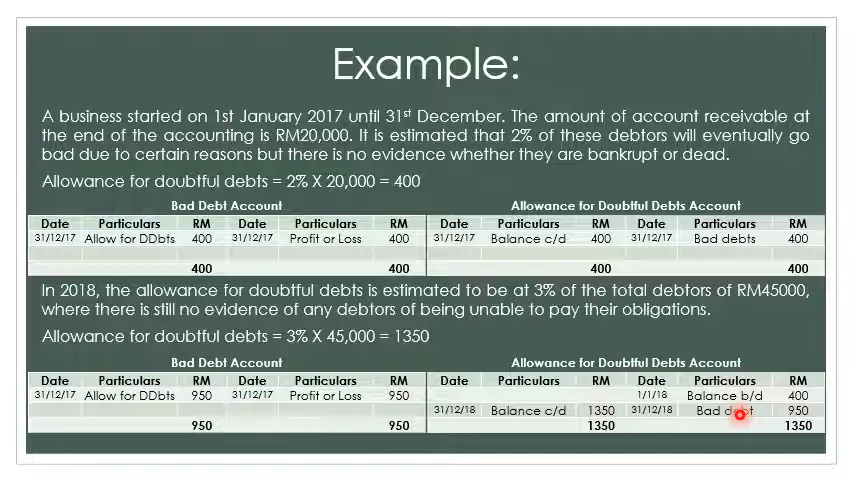 Example:
A business started on 1st January 2017 until 31st December. The amount of account receivable at
the end of the accounting is RM20,000. It is estimated that 2% of these debtors will eventually go
bad due to certain reasons but there is no evidence whether they are bankrupt or dead.
Allowance for doubtful debts = 2% X 20,000 = 400
Bad Debt Account Allowance for Doubtful Debts Account
Date Particulars RM Date Particulars RM Date Particulars RM Date Particulars RM
31/12/17 Allow for DDbts 400 31/12/17 Profit or Loss 400 31/12/17 Balance c/d 400 31/12/17 Bad debts 400
400 400 400 400
In 2018, the allowance for doubtful debts is estimated to be at 3% of the total debtors of RM45000,
where there is still no evidence of any debtors of being unable to pay their obligations.
Allowance for doubtful debts = 3% X 45,000 = 1350
Bad Debt Account Allowance for Doubtful Debts Account
Date Particulars RM Date Particulars RM Date Particulars RM Date Particulars RM
31/12/17 Allow for DDbts 950 31/12/17 Profit or Loss 950 1/1/18 Balance b/d 400
31/12/18 Balance c/d 1350 31/12/18 Bad debt 950
950 950 1350 1350